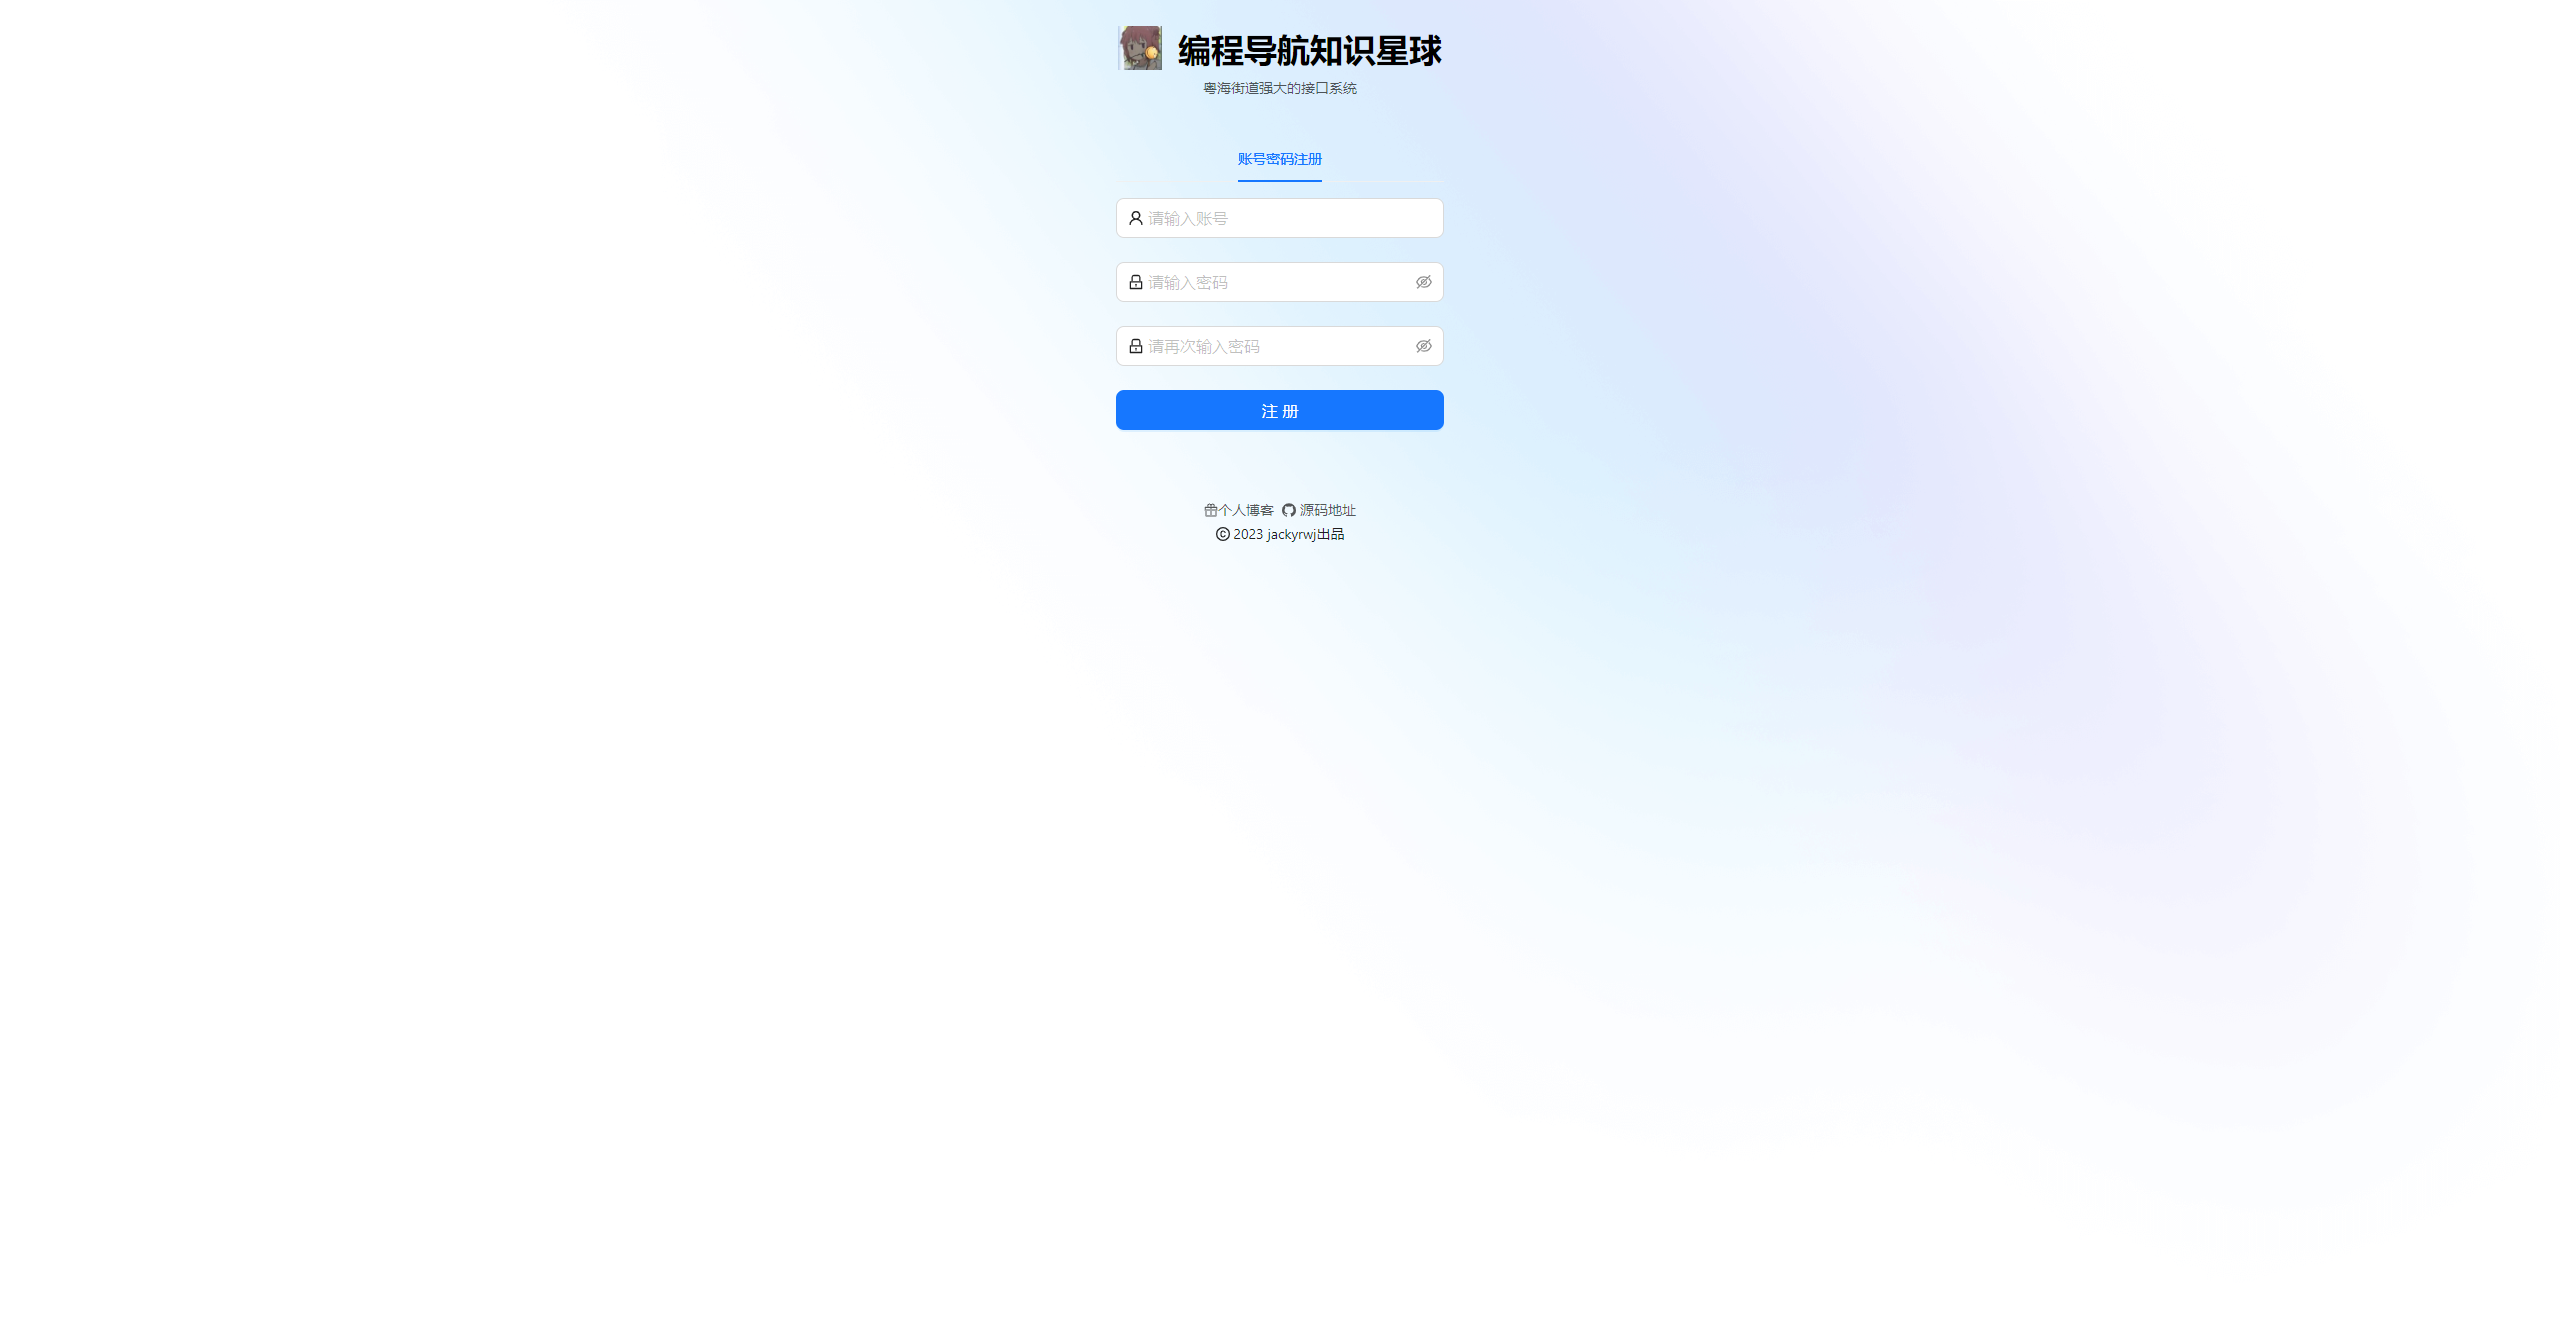 编程导航知识星球
粤海街道强大的接口系统
账号密码注册
请输入账号
请输入密码
请再次输入密码
注 册
个人博客 源码地址
© 2023 jackyrwj出品